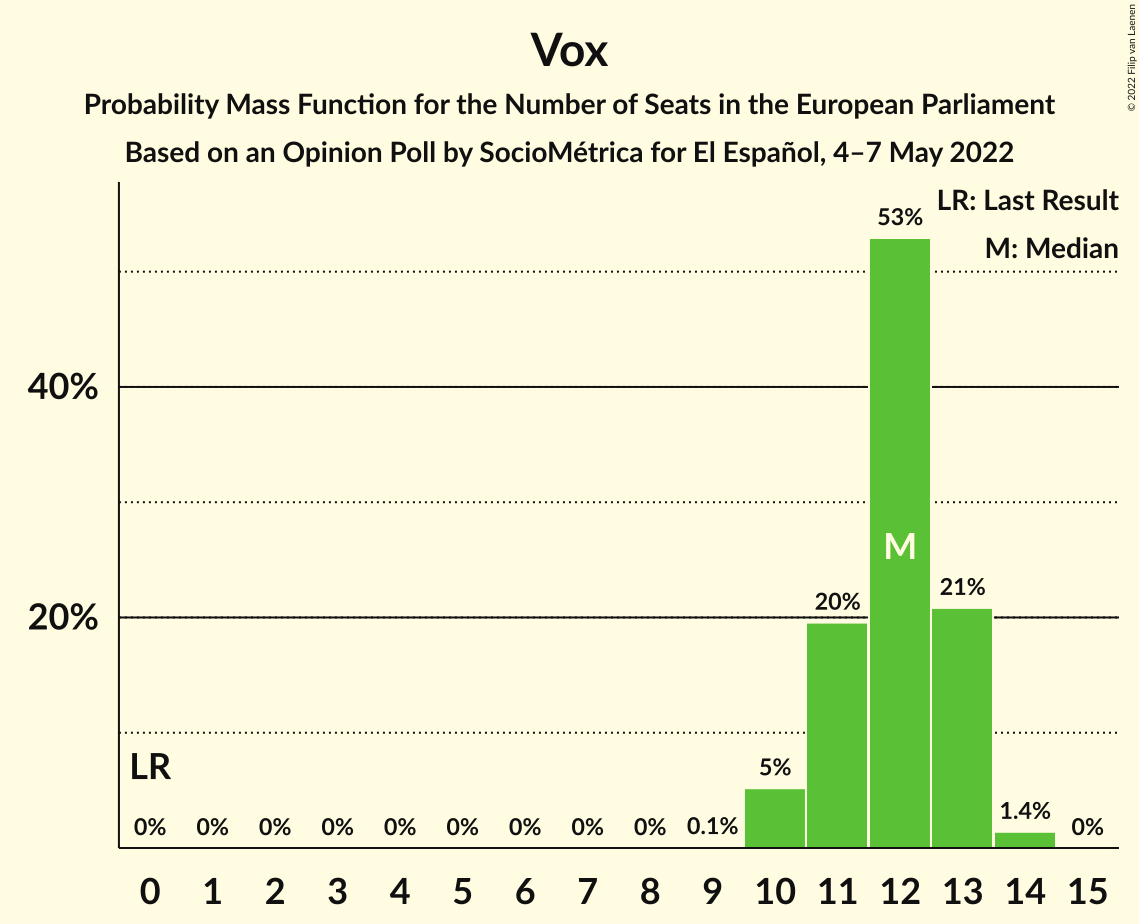 Vox
Probability Mass Function for the Number of Seats in the European Parliament
Based on an Opinion Poll by SocioMétrica for El Español, 4–7 May 2022
© 2022 Filip van Laenen
LR: Last Result
M: Median
53%
40%
M
21%
20%
20%
LR
5%
1.4%
0% 0% 0% 0% 0% 0% 0% 0% 0% 0.1% 0%
0 1 2 3 4 5 6 7 8 9 10 11 12 13 14 15